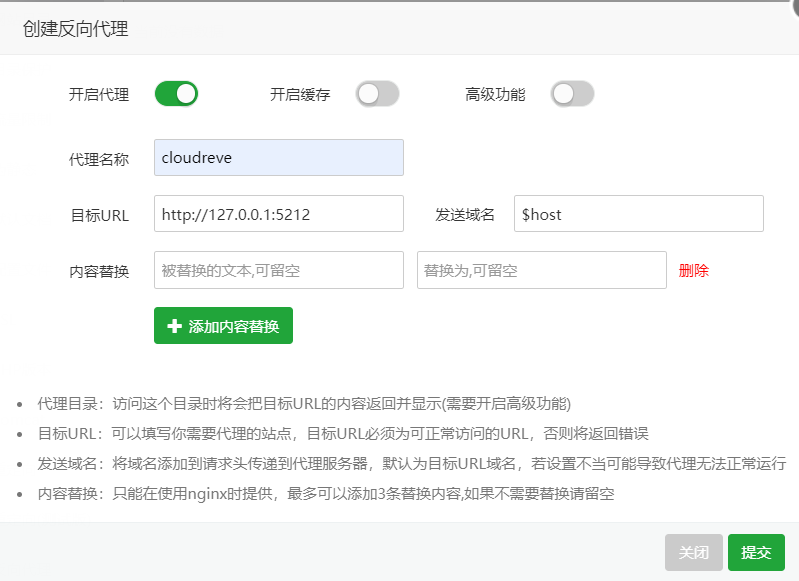 创建反向代理
开启代理 开启缓存 高级功能
代理名称 cloudreve
目标URL http://127.0.0.1:5212 发送域名 $host
内容替换 被替换的文本,可留空 替换为,可留空 删除
添加内容替换
代理目录：访问这个目录时将会把目标URL的内容返回并显示(需要开启高级功能)
目标URL：可以填写你需要代理的站点，目标URL必须为可正常访问的URL，否则将返回错误
发送域名：将域名添加到请求头传递到代理服务器，默认为目标URL域名，若设置不当可能导致代理无法正常运行
内容替换：只能在使用nginx时提供，最多可以添加3条替换内容,如果不需要替换请留空
关闭 提交